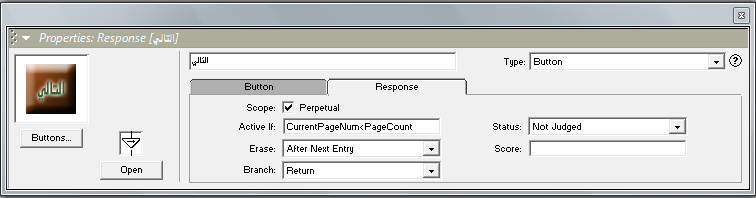 Properties: Response [التالي]
التالي
Type: Button ?
التالي
Button Response
Scope: Perpetual
Buttons...
Active If: CurrentPageNum<PageCount Status: Not Judged
Erase: After Next Entry Score:
Open
Branch: Return